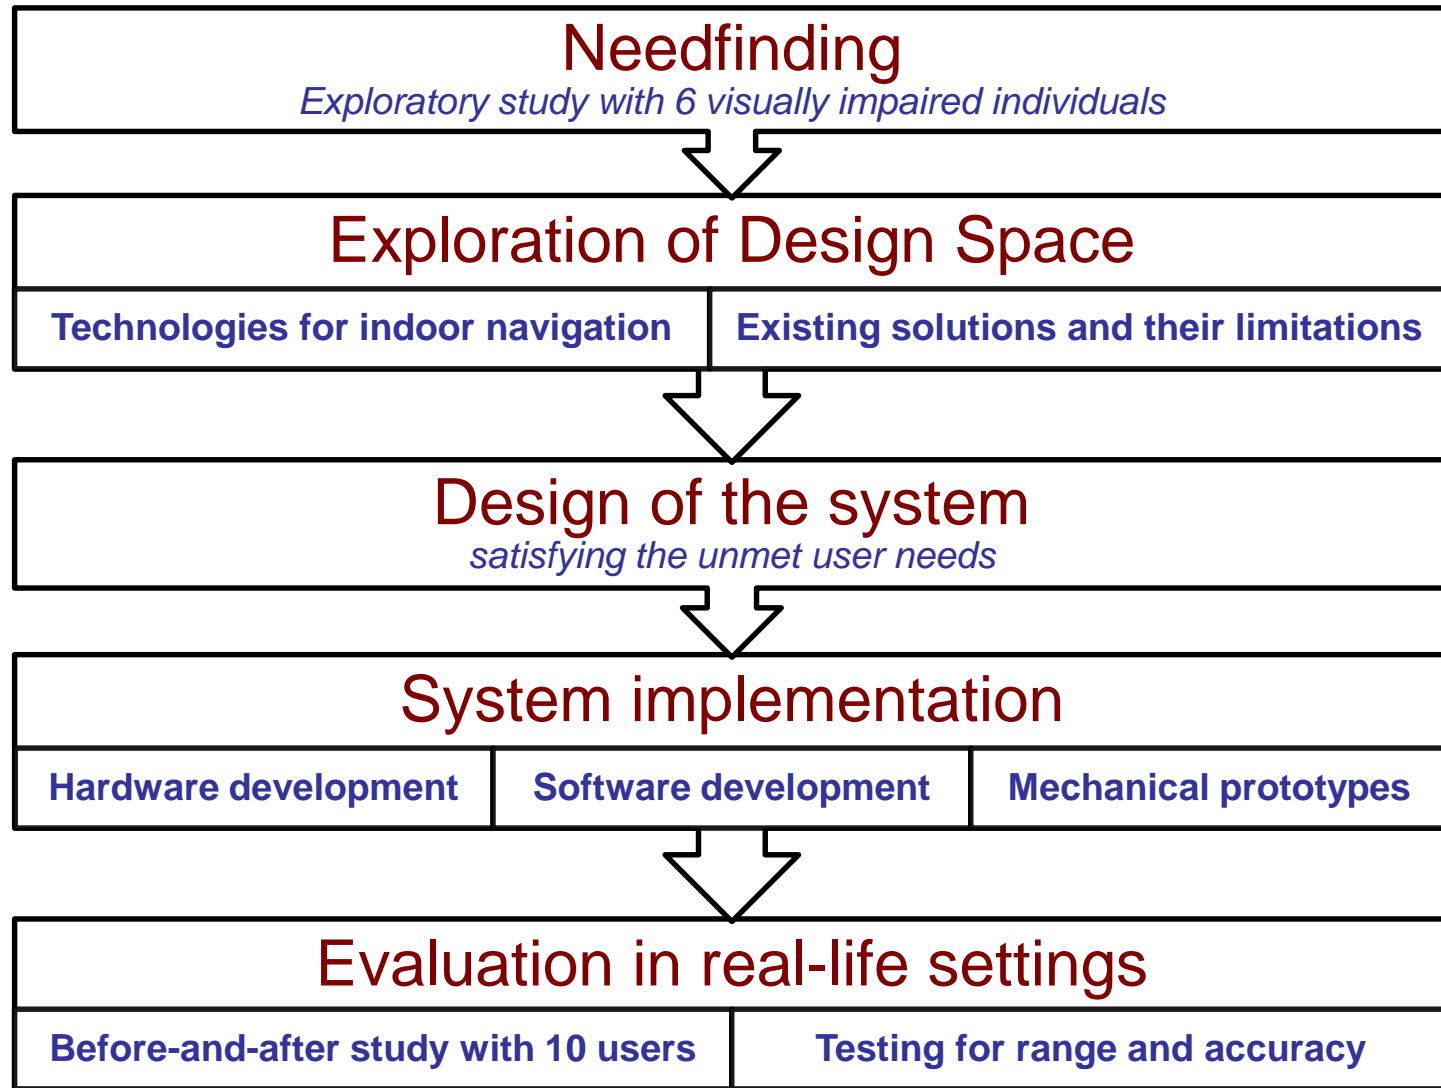 Needfinding
Exploratory study with 6 visually impaired individuals
Exploration of Design Space
Technologies for indoor navigation
Existing solutions and their limitations
Design of the system
satisfying the unmet user needs
System implementation
Hardware development
Software development
Mechanical prototypes
Evaluation in real-life settings
Before-and-after study with 10 users
Testing for range and accuracy